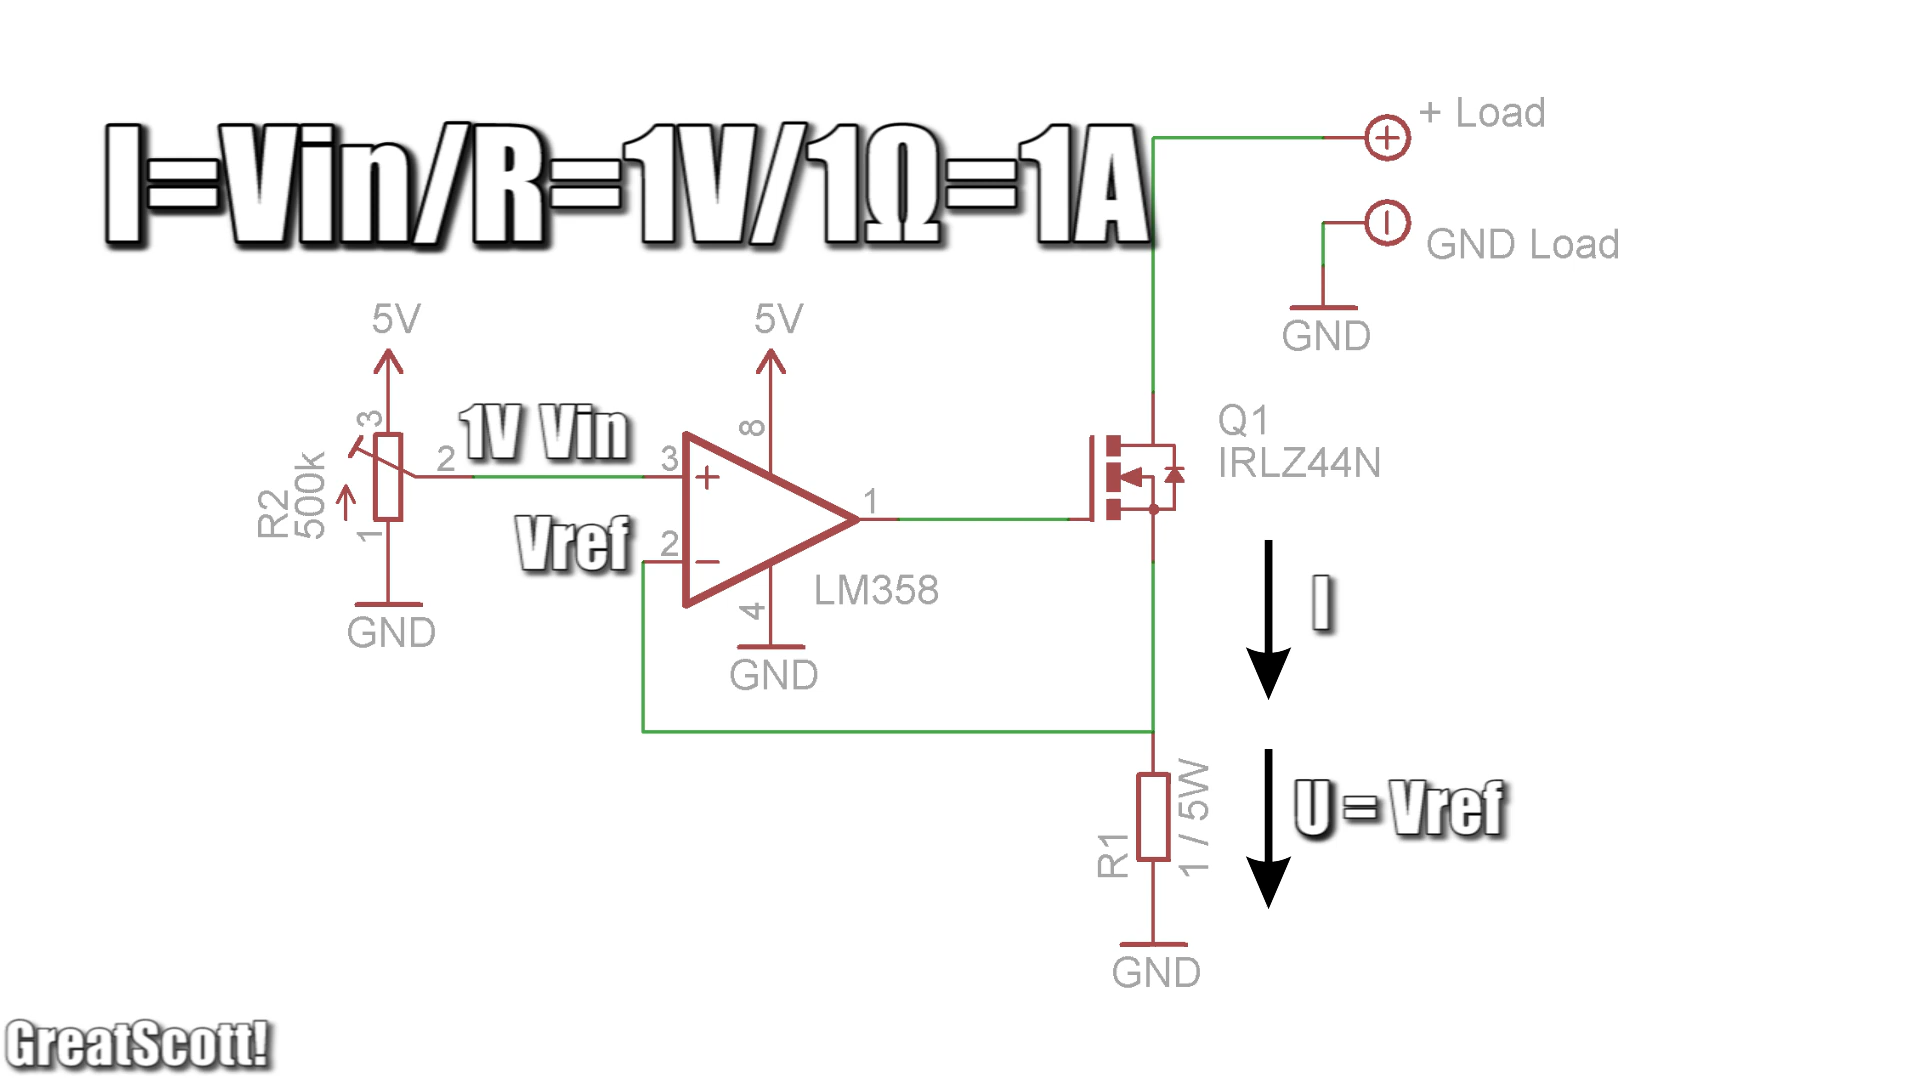 I=Vin/R=1V/1Ω=1A
+ Load
GND Load
GND
5V
5V
3
2
1
R2
500k
GND
1V Vin
Vref
3
2
8
4
1
+
−
LM358
GND
Q1
IRLZ44N
I
U = Vref
R1
1 / 5W
GND
GreatScott!